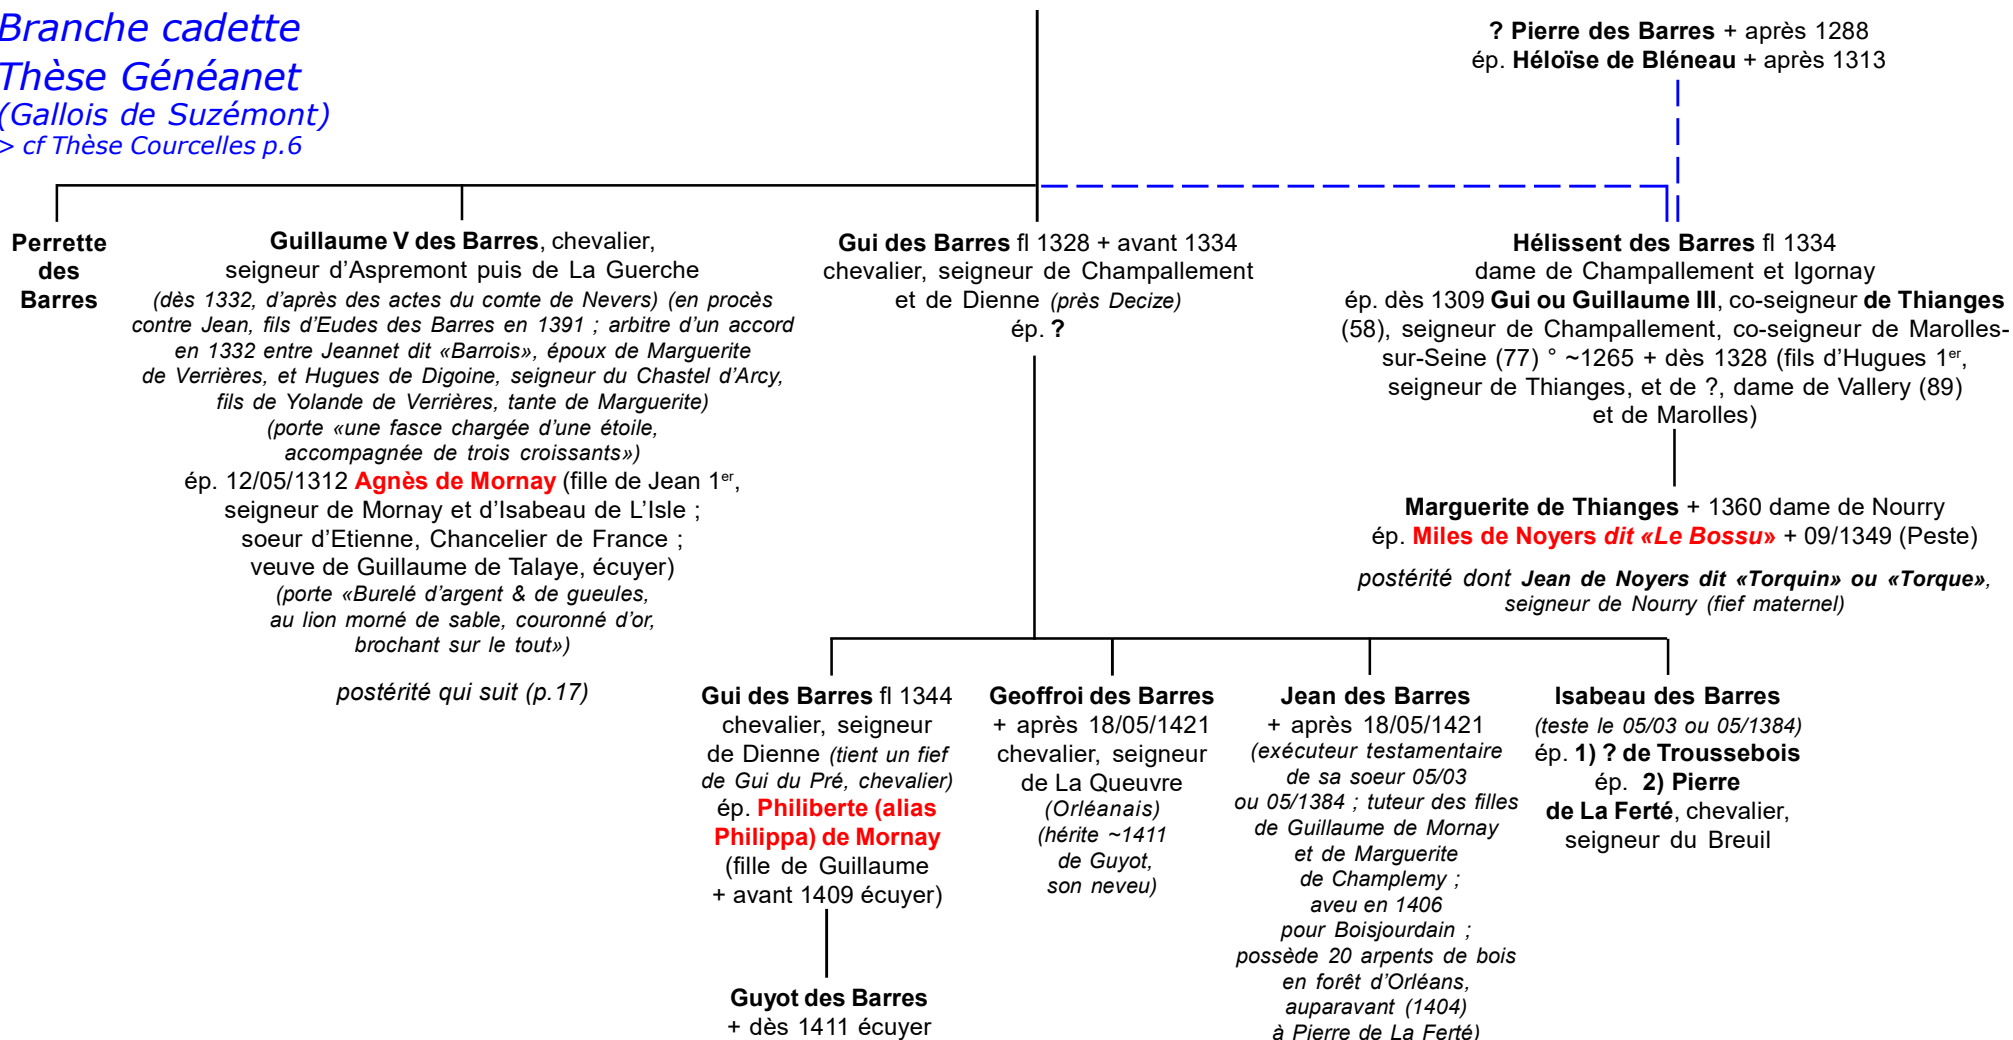 Branche cadette
Thèse Généanet
(Gallois de Suzémont)
> cf Thèse Courcelles p.6
? Pierre des Barres + après 1288
ép. Héloïse de Bléneau + après 1313
Perrette
des
Barres
Guillaume V des Barres, chevalier,
seigneur d'Aspremont puis de La Guerche
(dès 1332, d'après des actes du comte de Nevers) (en procès
contre Jean, fils d'Eudes des Barres en 1391 ; arbitre d'un accord
en 1332 entre Jeannet dit «Barrois», époux de Marguerite
de Verrières, et Hugues de Digoine, seigneur du Chastel d'Arcy,
fils de Yolande de Verrières, tante de Marguerite)
(porte «une fasce chargée d'une étoile,
accompagnée de trois croissants»)
ép. 12/05/1312 Agnès de Mornay (fille de Jean 1er,
seigneur de Mornay et d'Isabeau de L'Isle ;
soeur d'Etienne, Chancelier de France ;
veuve de Guillaume de Talaye, écuyer)
(porte «Burelé d'argent & de gueules,
au lion morné de sable, couronné d'or,
brochant sur le tout»)
postérité qui suit (p.17)
Gui des Barres fl 1328 + avant 1334
chevalier, seigneur de Champallement
et de Dienne (près Decize)
ép. ?
Hélissent des Barres fl 1334
dame de Champallement et Igornay
ép. dès 1309 Gui ou Guillaume III, co-seigneur de Thianges
(58), seigneur de Champallement, co-seigneur de Marolles-
sur-Seine (77) ° ~1265 + dès 1328 (fils d'Hugues 1er,
seigneur de Thianges, et de ?, dame de Vallery (89)
et de Marolles)
Marguerite de Thianges + 1360 dame de Nourry
ép. Miles de Noyers dit «Le Bossu» + 09/1349 (Peste)
postérité dont Jean de Noyers dit «Torquin» ou «Torque»,
seigneur de Nourry (fief maternel)
Gui des Barres fl 1344
chevalier, seigneur
de Dienne (tient un fief
de Gui du Pré, chevalier)
ép. Philiberte (alias
Philippa) de Mornay
(fille de Guillaume
+ avant 1409 écuyer)
Guyot des Barres
+ dès 1411 écuyer
Geoffroi des Barres
+ après 18/05/1421
chevalier, seigneur
de La Queuvre
(Orléanais)
(hérite ~1411
de Guyot,
son neveu)
Jean des Barres
+ après 18/05/1421
(exécuteur testamentaire
de sa soeur 05/03
ou 05/1384 ; tuteur des filles
de Guillaume de Mornay
et de Marguerite
de Champlemy ;
aveu en 1406
pour Boisjourdain ;
possède 20 arpents de bois
en forêt d'Orléans,
auparavant (1404)
à Pierre de La Ferté)
Isabeau des Barres
(teste le 05/03 ou 05/1384)
ép. 1) ? de Troussebois
ép. 2) Pierre
de La Ferté, chevalier,
seigneur du Breuil